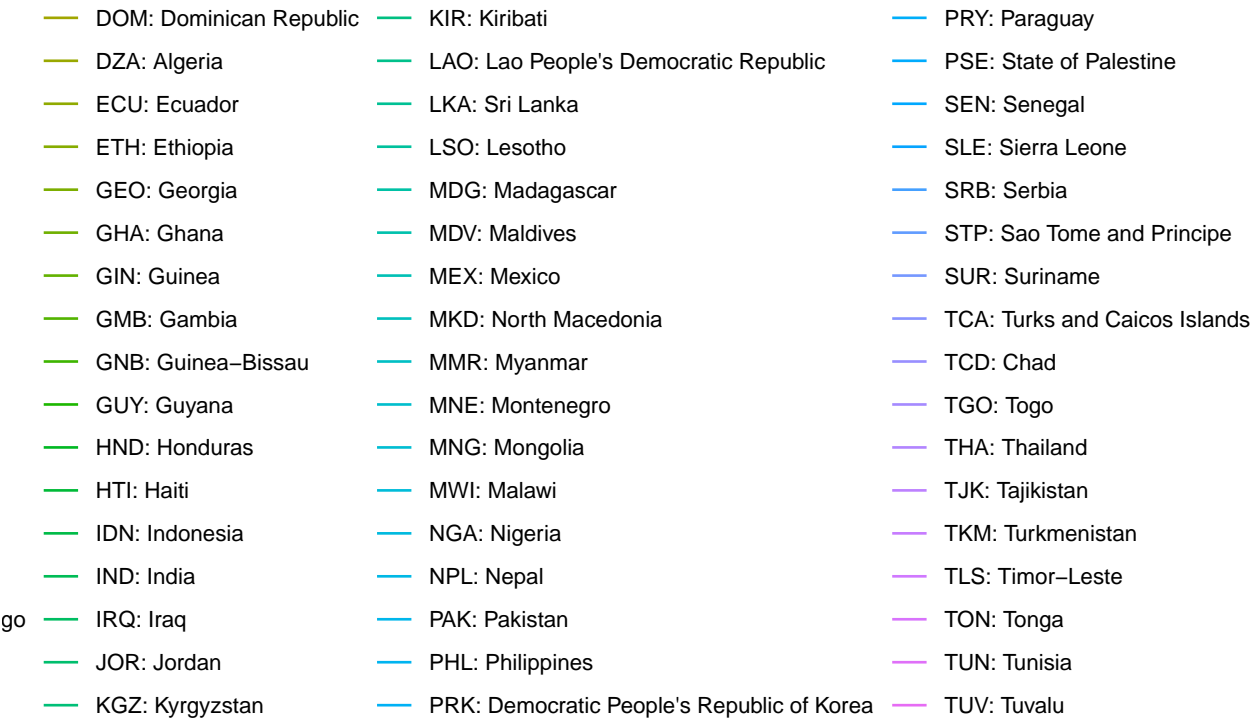 DOM: Dominican Republic
DZA: Algeria
ECU: Ecuador
ETH: Ethiopia
GEO: Georgia
GHA: Ghana
GIN: Guinea
GMB: Gambia
GNB: Guinea−Bissau
GUY: Guyana
HND: Honduras
HTI: Haiti
IDN: Indonesia
IND: India
go
IRQ: Iraq
JOR: Jordan
KGZ: Kyrgyzstan
KIR: Kiribati
LAO: Lao People's Democratic Republic
LKA: Sri Lanka
LSO: Lesotho
MDG: Madagascar
MDV: Maldives
MEX: Mexico
MKD: North Macedonia
MMR: Myanmar
MNE: Montenegro
MNG: Mongolia
MWI: Malawi
NGA: Nigeria
NPL: Nepal
PAK: Pakistan
PHL: Philippines
PRK: Democratic People's Republic of Korea
PRY: Paraguay
PSE: State of Palestine
SEN: Senegal
SLE: Sierra Leone
SRB: Serbia
STP: Sao Tome and Principe
SUR: Suriname
TCA: Turks and Caicos Islands
TCD: Chad
TGO: Togo
THA: Thailand
TJK: Tajikistan
TKM: Turkmenistan
TLS: Timor−Leste
TON: Tonga
TUN: Tunisia
TUV: Tuvalu